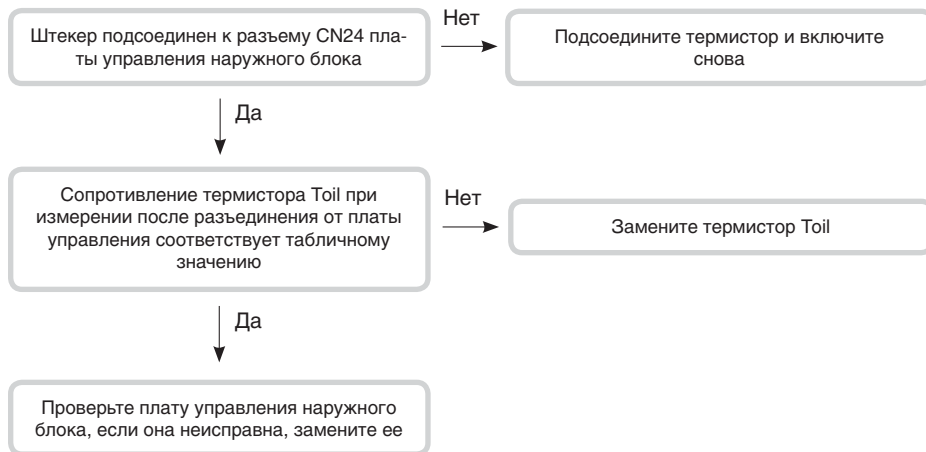 Штекер подсоединен к разъему CN24 пла-
ты управления наружного блока
Нет
Подсоедините термистор и включите
снова
Да
Сопротивление термистора Toil при
измерении после разъединения от платы
управления соответствует табличному
значению
Нет
Замените термистор Toil
Да
Проверьте плату управления наружного
блока, если она неисправна, замените ее